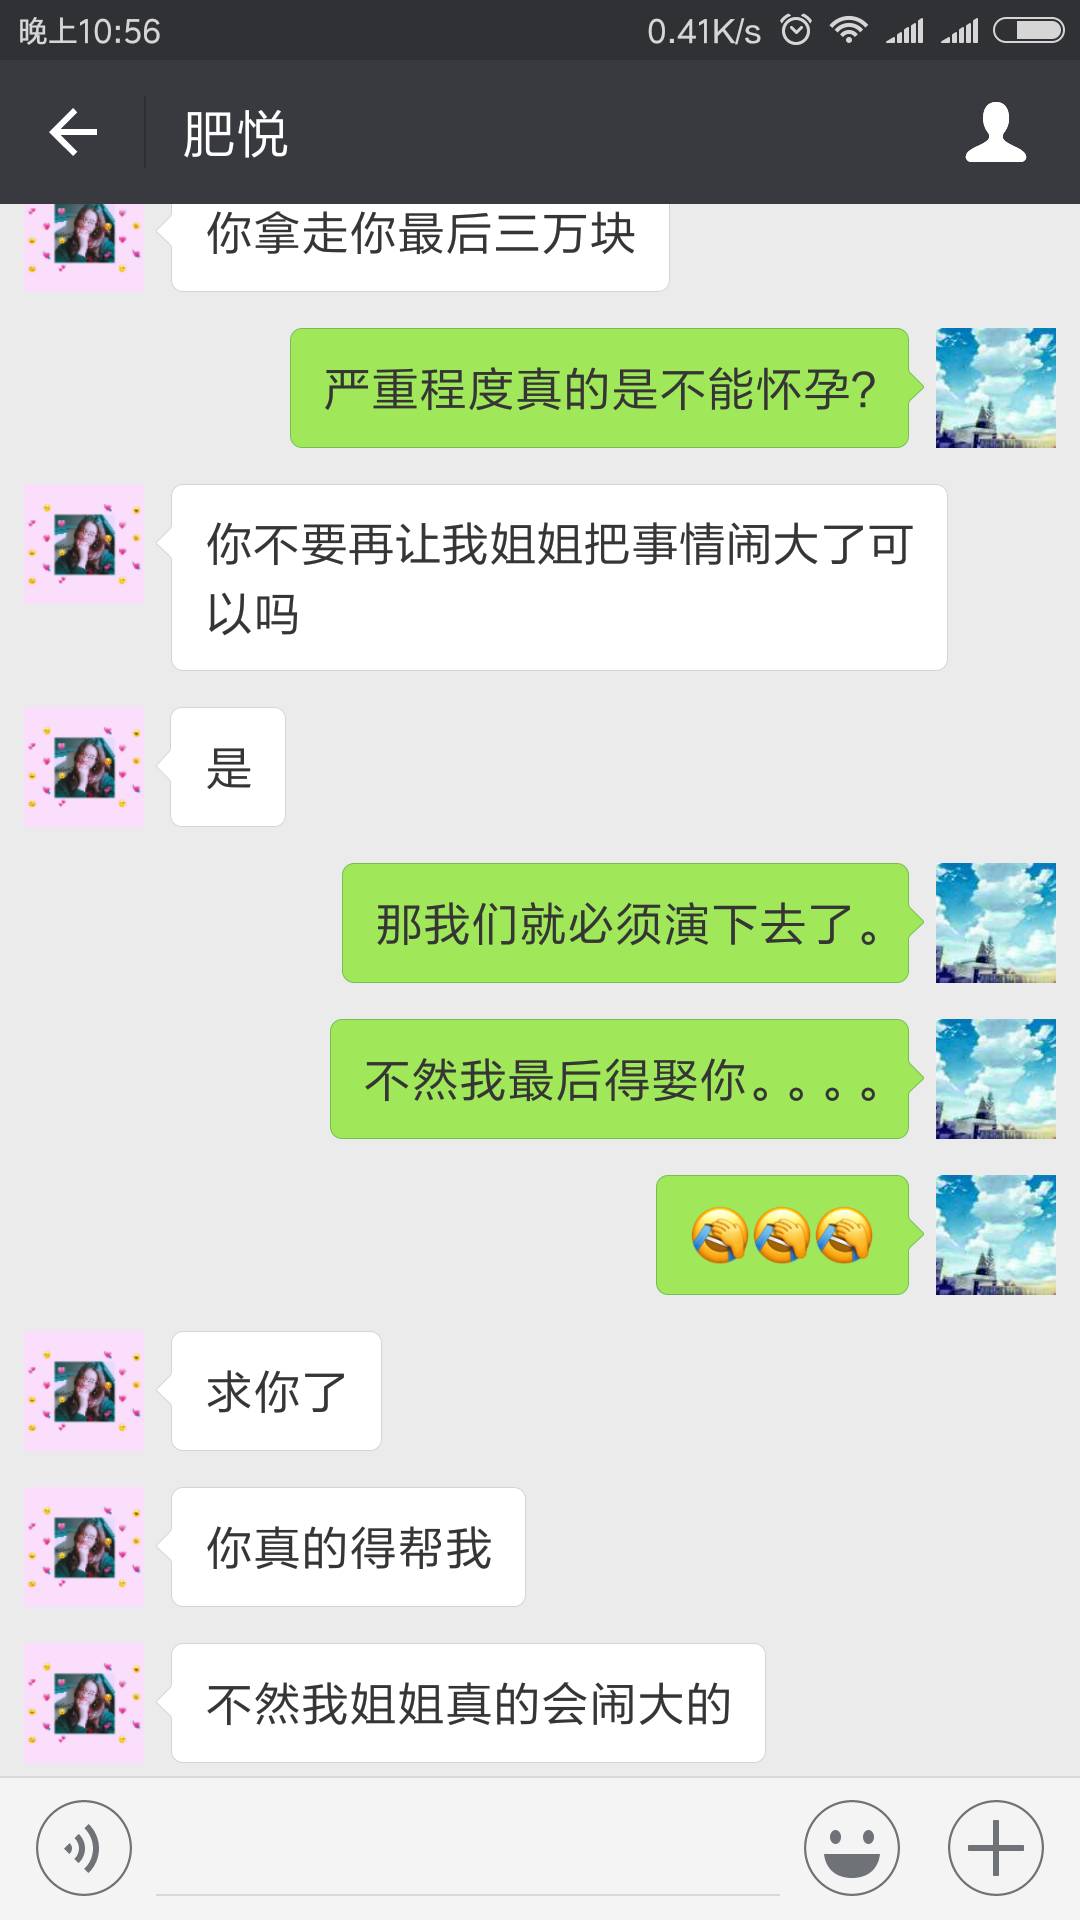 晚上10:56
0.41K/s
肥悦
你拿走你最后三万块
严重程度真的是不能怀孕?
你不要再让我姐姐把事情闹大了可
以吗
是
那我们就必须演下去了。
不然我最后得娶你。。。。
求你了
你真的得帮我
不然我姐姐真的会闹大的